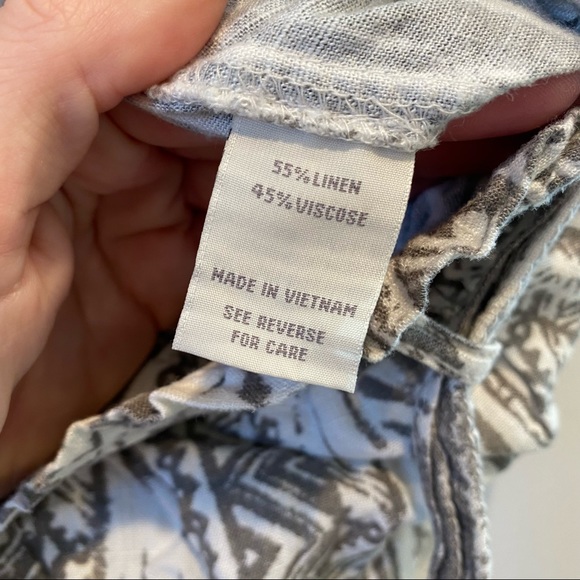 55%LINEN
45%VISCOSE
MADE IN VIETNAM
SEE REVERSE
FOR CARE